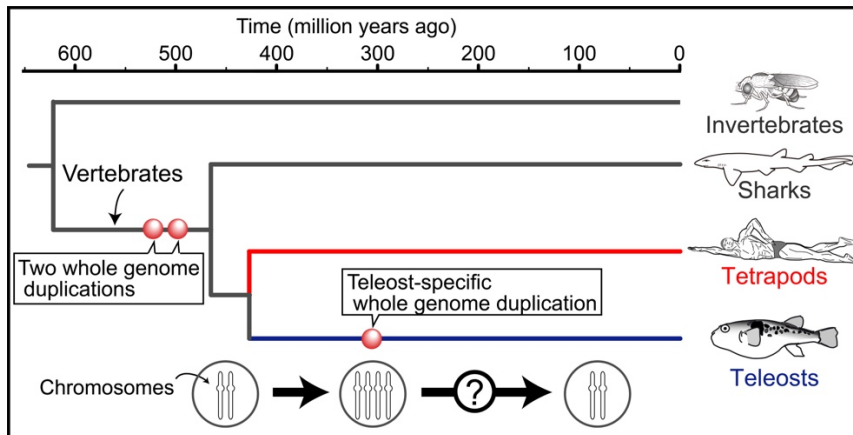 Time (million years ago)
600 500 400 300 200 100 0
Invertebrates
Vertebrates
Sharks
Two whole genome
duplications
Tetrapods
Teleost-specific
whole genome duplication
Chromosomes
?
Teleosts